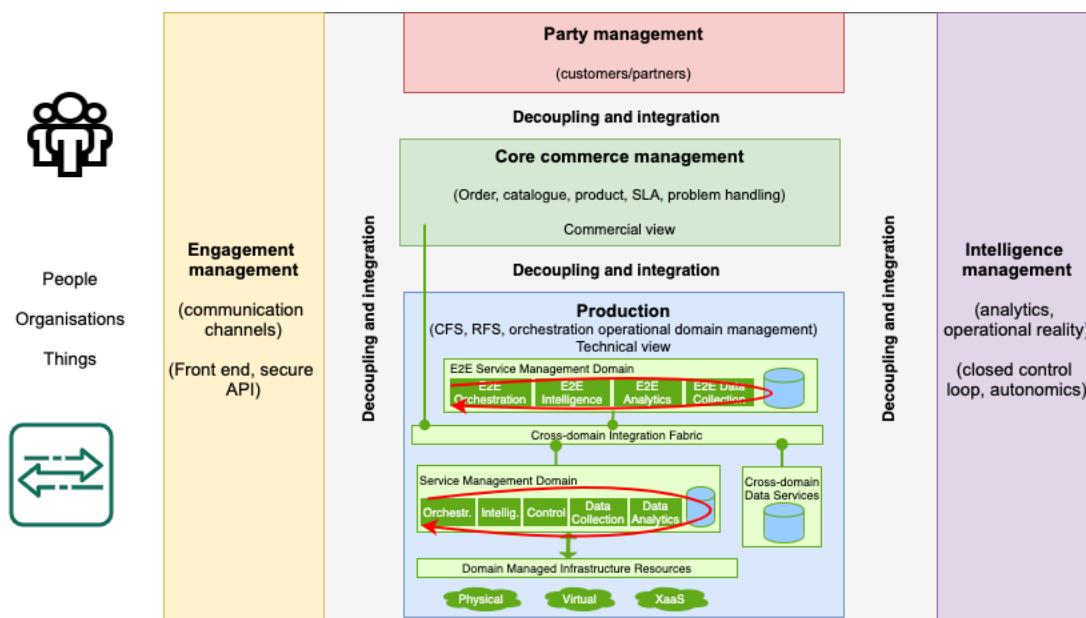 People
Organisations
Things
Engagement
management
(communication
channels)
(Front end, secure
API)
Decoupling and integration
Party management
(customers/partners)
Decoupling and integration
Core commerce management
(Order, catalogue, product, SLA, problem handling)
Commercial view
Decoupling and integration
Production
(CFS, RFS, orchestration operational domain management)
Technical view
E2E Service Management Domain
E2E
Orchestration
E2E
Intelligence
E2E
Analytics
E2E Data
Collection
Cross-domain Integration Fabric
Service Management Domain
Orchestr.
Intellig.
Control
Data
Collection
Data
Analytics
Cross-domain
Data Services
Domain Managed Infrastructure Resources
Physical
Virtual
XaaS
Decoupling and integration
Intelligence
management
(analytics,
operational reality)
(closed control
loop, autonomics)